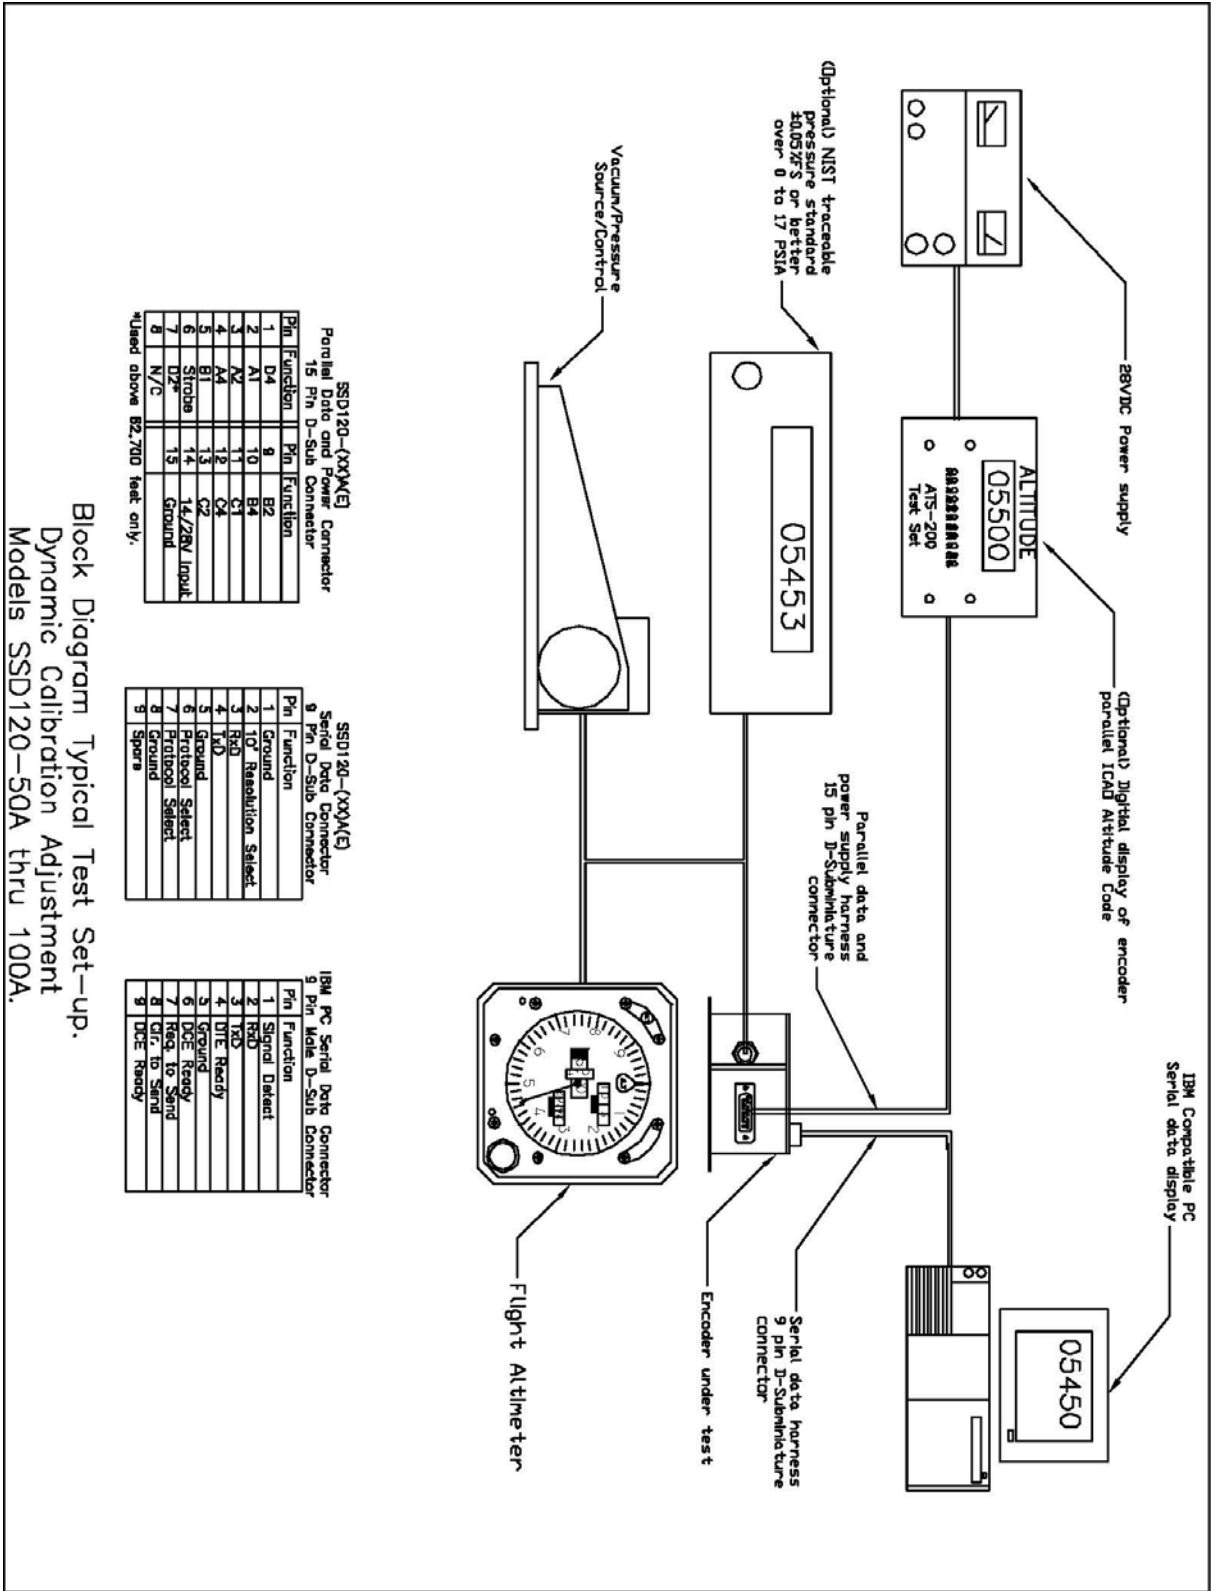 IBM Compatible PC
Serial data display
05450
(Optional) Digitial display of encoder
parallel ICAO Altitude Code
28VDC Power supply
ALTITUDE
05500
ATS-200
Test Set
Serial data harness
9 pin D-Subminiature
connector
Parallel data and
power supply harness
15 pin D-Subminiature
connector
Encoder under test
(Optional) NIST traceable
pressure standard
±0.05%FS or better
over 0 to 17 PSIA
05453
Vacuum/Pressure
Source/Control
Flight Altimeter
1
2
3
4
5
6
7
8
9
SSD120-(XX)A(E)
Parallel Data and Power Connector
15 Pin D-Sub Connector
Pin Function Pin Function
1 D4 9 B2
2 A1 10 B4
3 A2 11 C1
4 A4 12 C4
5 B1 13 C2
6 Strobe 14 14/28V Input
7 D2* 15 Ground
8 N/C
*Used above 62,700 feet only.
SSD120-(XX)A(E)
Serial Data Connector
9 Pin D-Sub Connector
Pin Function
1 Ground
2 10' Resolution Select
3 RxD
4 TxD
5 Ground
6 Protocol Select
7 Protocol Select
8 Ground
9 Spare
IBM PC Serial Data Connector
9 Pin Male D-Sub Connector
Pin Function
1 Signal Detect
2 RxD
3 TxD
4 DTE Ready
5 Ground
6 DCE Ready
7 Req. to Send
8 Clr. to Send
9 DCE Ready
Block Diagram Typical Test Set-up.
Dynamic Calibration Adjustment
Models SSD120-50A thru 100A.